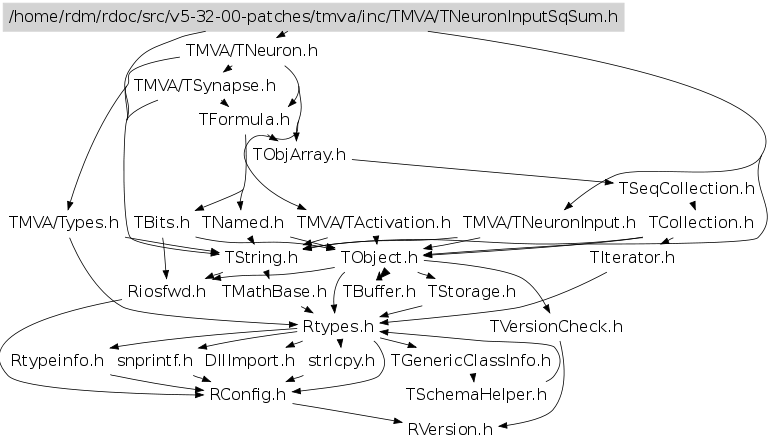 /home/rdm/rdoc/src/v5-32-00-patches/tmva/inc/TMVA/TNeuronInputSqSum.h
TMVA/TNeuron.h
TMVA/TSynapse.h
TFormula.h
TObjArray.h
TSeqCollection.h
TMVA/Types.h TBits.h TNamed.h TMVA/TActivation.h TMVA/TNeuronInput.h TCollection.h
TString.h TObject.h TIterator.h
Riosfwd.h TMathBase.h TBuffer.h TStorage.h
Rtypes.h TVersionCheck.h
Rtypeinfo.h snprintf.h DllImport.h strlcpy.h TGenericClassInfo.h
RConfig.h TSchemaHelper.h
RVersion.h